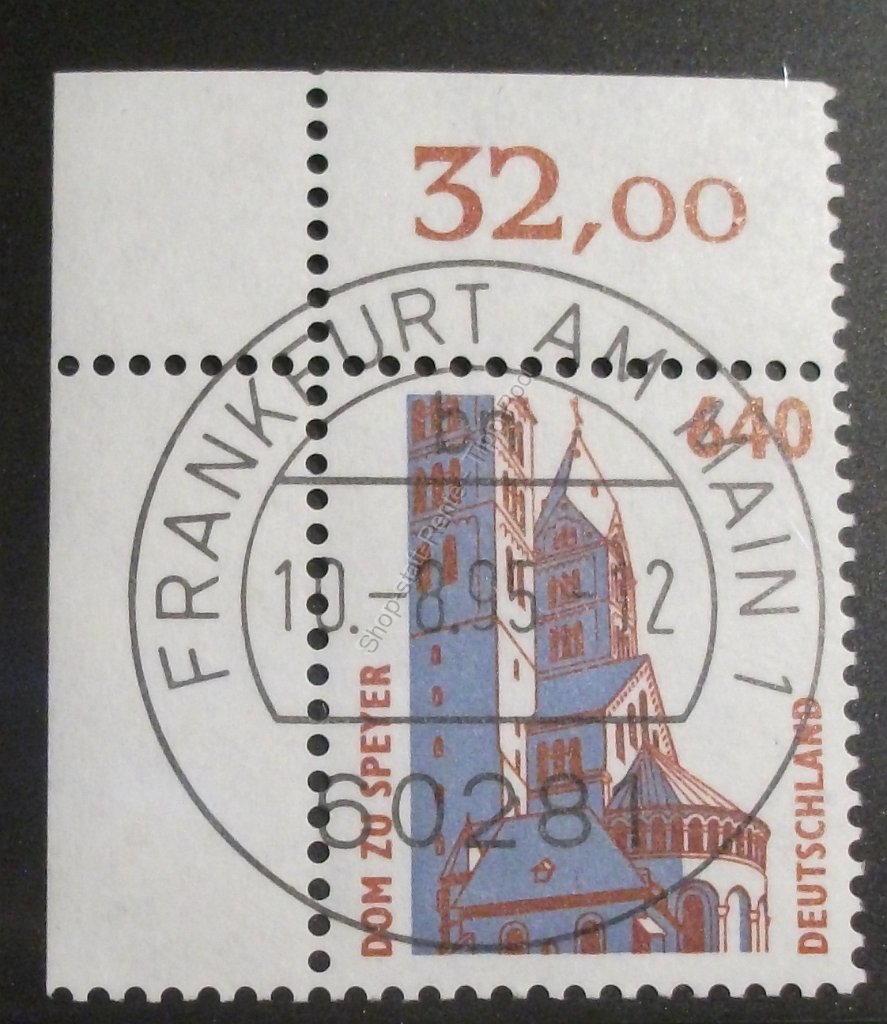 32,00
FRANKFURT AM MAIN 1
640
10.-8.95-12
60281
DOM ZU SPEYER
DEUTSCHLAND